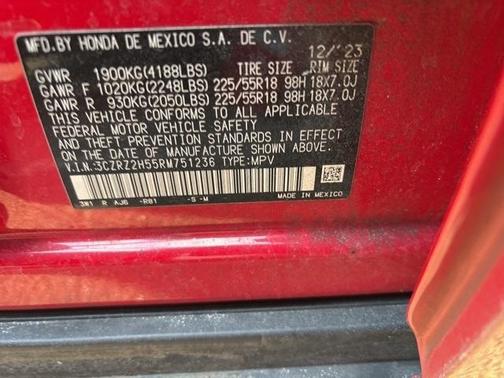 MFD.BY HONDA DE MEXICO S.A. DE C.V.
12/'23
GVWR 1900KG(4188LBS) TIRE SIZE RIM SIZE
GAWR F 1020KG(2248LBS) 225/55R18 98H 18X7.0J
GAWR R 930KG(2050LBS) 225/55R18 98H 18X7.0J
THIS VEHICLE CONFORMS TO ALL APPLICABLE
FEDERAL MOTOR VEHICLE SAFETY
AND THEFT PREVENTION STANDARDS IN EFFECT
ON THE DATE OF MANUFACTURE SHOWN ABOVE.
V.I.N.:3CZRZ2H55RM751236 TYPE:MPV
3W1 R AJ6 -R81 -S -M MADE IN MEXICO